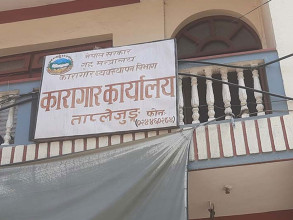 नेपाल सरकार
गृह मन्त्रालय
कारागार व्यवस्थापन विभाग
कारागार कार्यालय
ताप्लेजुङ्ग फोन: